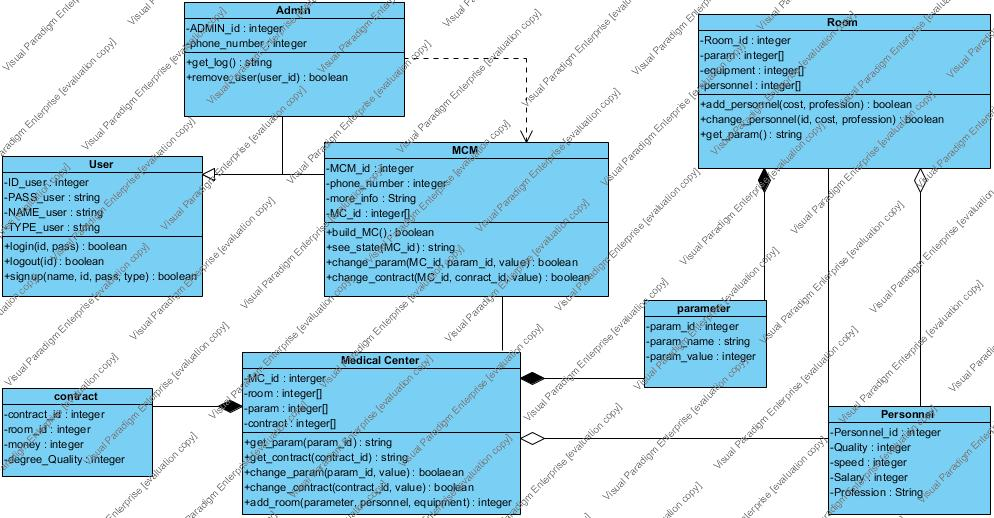 Admin
-ADMIN_id : integer
-phone_number : integer
+get_log() : string
+remove_user(user_id) : boolean
Room
-Room_id : integer
-param : integer[]
-equipment : integer[]
-personnel : integer[]
+add_personnel(cost, profession) : boolean
+change_personnel(id, cost, profession) : boolean
+get_param() : string
User
-ID_user : integer
-PASS_user : string
-NAME_user : string
-TYPE_user : string
+login(id, pass) : boolean
+logout(id) : boolean
+signup(name, id, pass, type) : boolean
MCM
-MCM_id : integer
-phone_number : integer
-more_info : String
-MC_id : integer[]
+build_MC() : boolean
+see_state(MC_id) : string
+change_param(MC_id, param_id, value) : boolean
+change_contract(MC_id, conract_id, value) : boolean
parameter
-param_id : integer
-param_name : string
-param_value : integer
Medical Center
-MC_id : interger
-room : integer[]
-param : integer[]
-contract : integer[]
+get_param(param_id) : string
+get_contract(contract_id) : string
+change_param(param_id, value) : boolaean
+change_contract(contract_id, value) : boolean
+add_room(parameter, personnel, equipment) : integer
contract
-contract_id : integer
-room_id : integer
-money : integer
-degree_Quality : integer
Personnel
-Personnel_id : integer
-Quality : integer
-speed : integer
-Salary : integer
-Profession : String
Visual Paradigm Enterprise [evaluation copy]